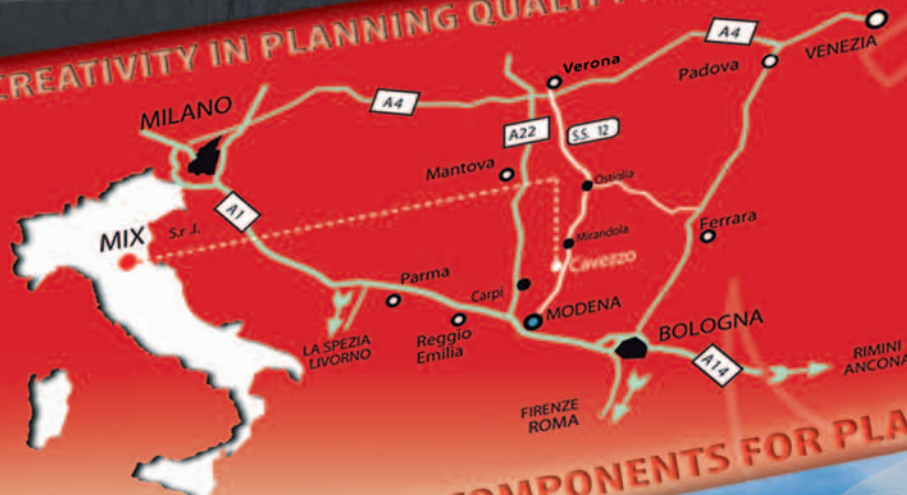 CREATIVITY IN PLANNING QUALITY
A4
VENEZIA
Verona
Padova
MILANO
A4
A22
S.S. 12
Mantova
Ostiglia
A1
S.r.l.
MIX
Ferrara
Mirandola
Cavezzo
Parma
Carpi
MODENA
BOLOGNA
Reggio
Emilia
LA SPEZIA
LIVORNO
A14
RIMINI
ANCONA
FIRENZE
ROMA
COMPONENTS FOR PLA